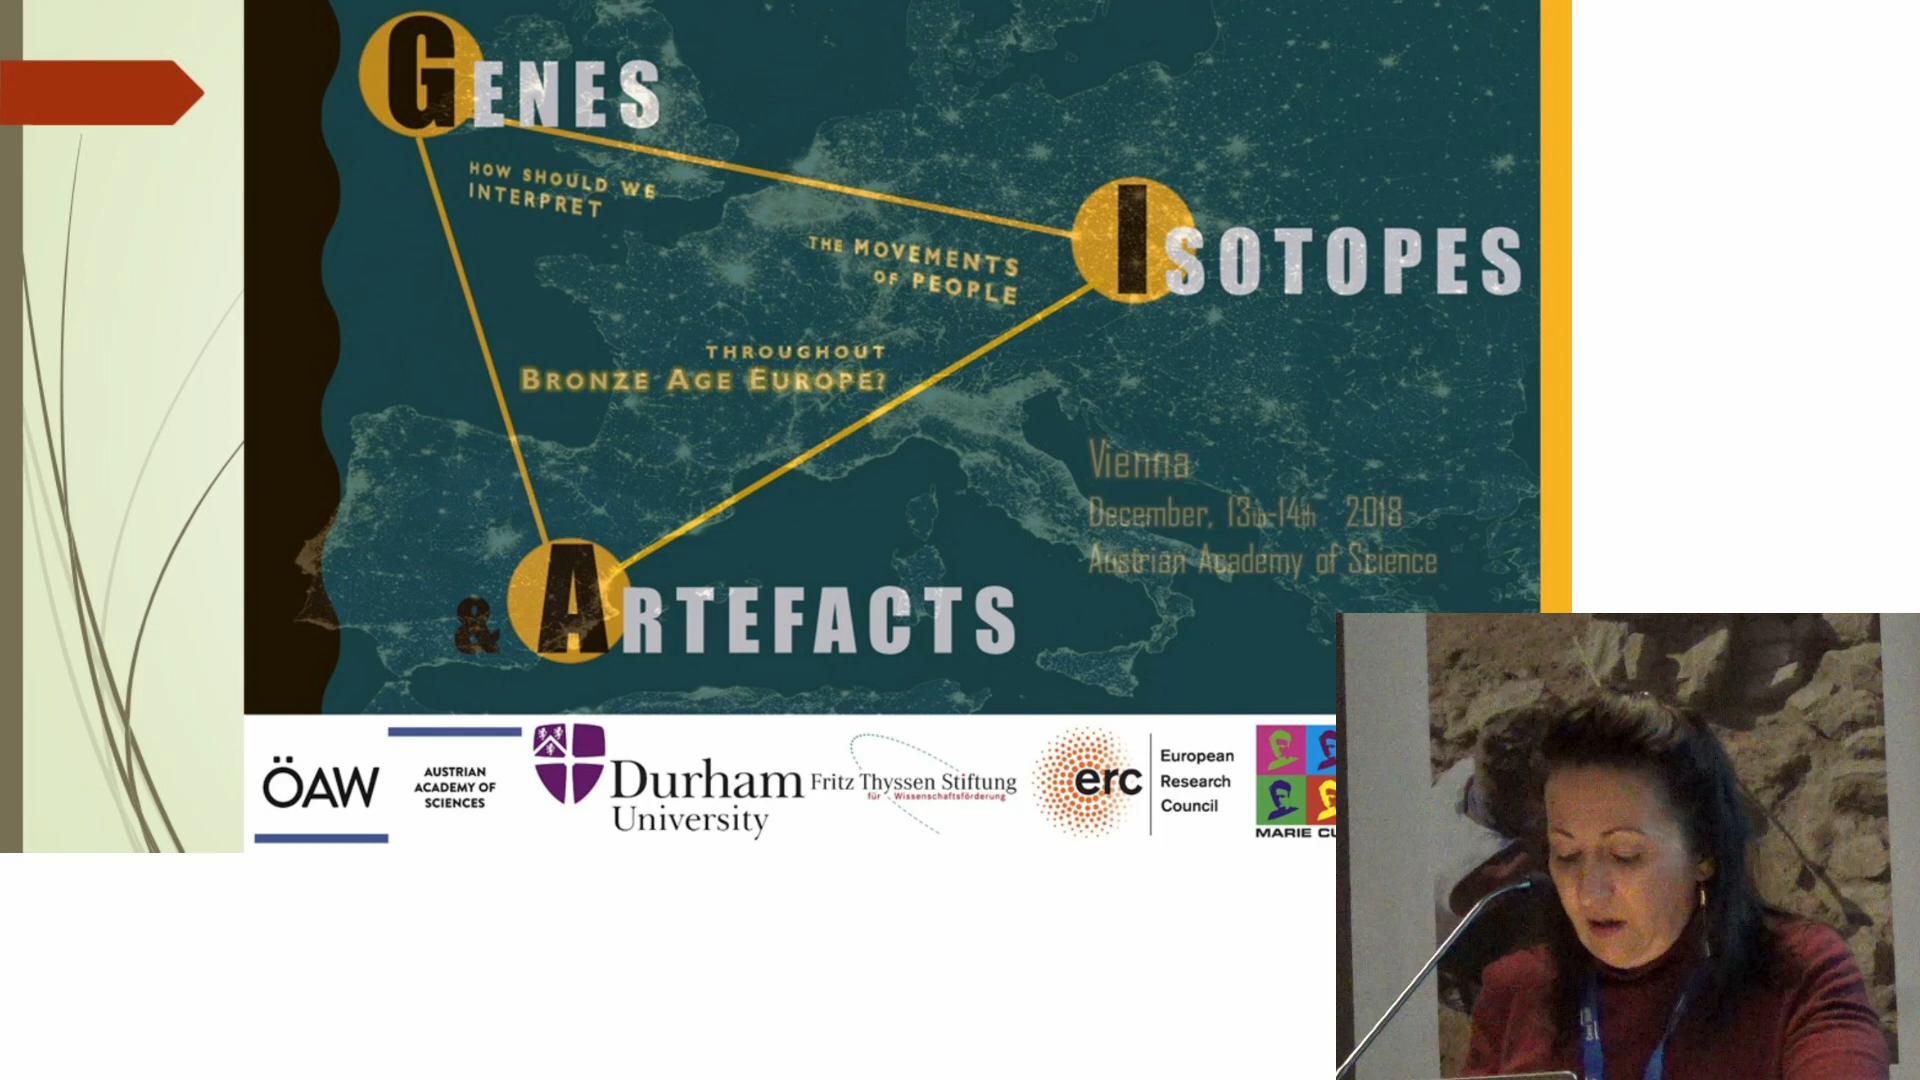 GENES
HOW SHOULD WE
INTERPRET
ISOTOPES
THE MOVEMENTS
OF PEOPLE
THROUGHOUT
BRONZE AGE EUROPE?
Vienna
December, 13th-14th 2018
Austrian Academy of Science
& ARTEFACTS
ÖAW
AUSTRIAN
ACADEMY OF
SCIENCES
Durham
University
Fritz Thyssen Stiftung
für Wissenschaftsförderung
erc
European
Research
Council
MARIE CU